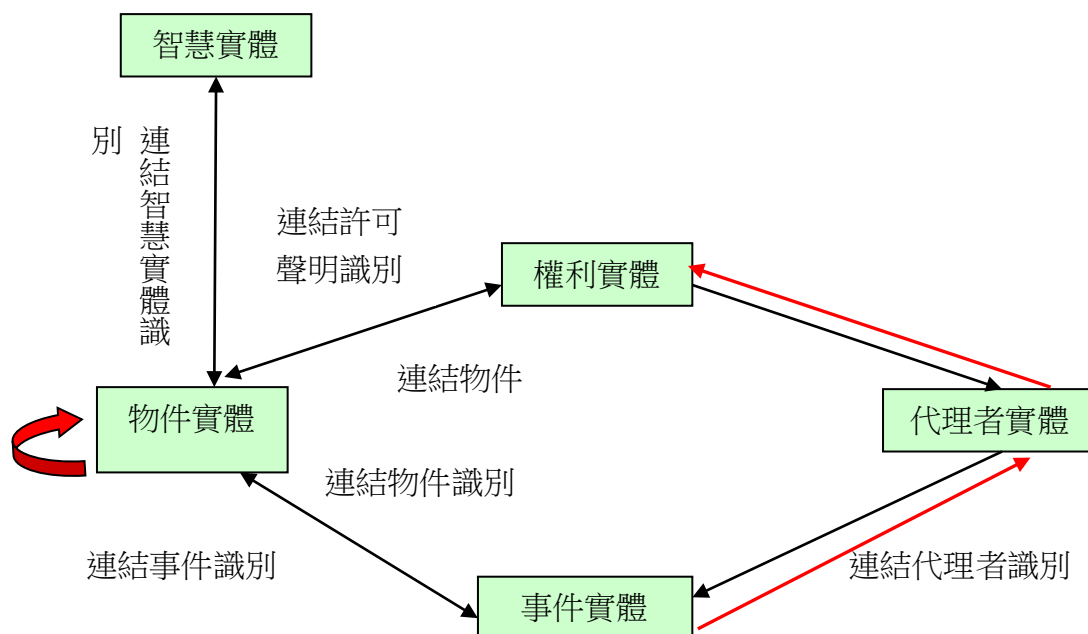 智慧實體
連結智慧實體識
別
連結許可
聲明識別
權利實體
連結物件
物件實體
代理者實體
連結物件識別
連結事件識別
連結代理者識別
事件實體